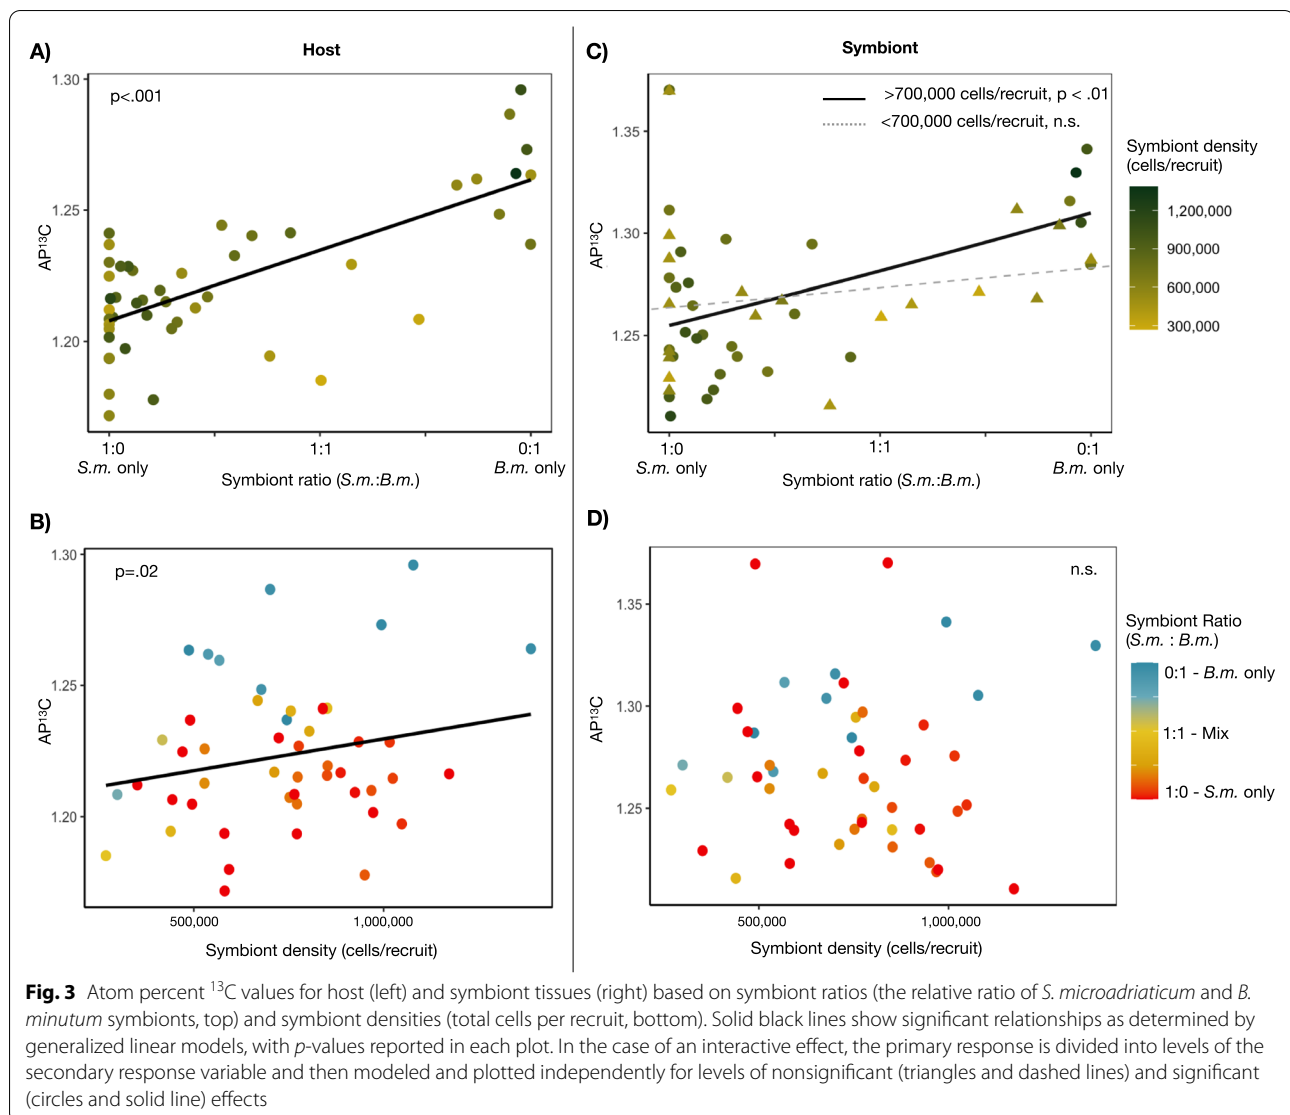 A)
Host
p<.001
1.30
1.25
1.20
AP13C
1:0
1:1
0:1
S.m. only
B.m. only
Symbiont ratio (S.m.:B.m.)
C)
Symbiont
>700,000 cells/recruit, p < .01
<700,000 cells/recruit, n.s.
1.35
1.30
1.25
AP13C
1:0
1:1
0:1
S.m. only
B.m. only
Symbiont ratio (S.m.:B.m.)
Symbiont density
(cells/recruit)
1,200,000
900,000
600,000
300,000
B)
p=.02
1.30
1.25
1.20
AP13C
500,000
1,000,000
Symbiont density (cells/recruit)
D)
n.s.
1.35
1.30
1.25
AP13C
500,000
1,000,000
Symbiont density (cells/recruit)
Symbiont Ratio
(S.m. : B.m.)
0:1 - B.m. only
1:1 - Mix
1:0 - S.m. only
Fig. 3 Atom percent 13C values for host (left) and symbiont tissues (right) based on symbiont ratios (the relative ratio of S. microadriaticum and B.
minutum symbionts, top) and symbiont densities (total cells per recruit, bottom). Solid black lines show significant relationships as determined by
generalized linear models, with p-values reported in each plot. In the case of an interactive effect, the primary response is divided into levels of the
secondary response variable and then modeled and plotted independently for levels of nonsignificant (triangles and dashed lines) and significant
(circles and solid line) effects